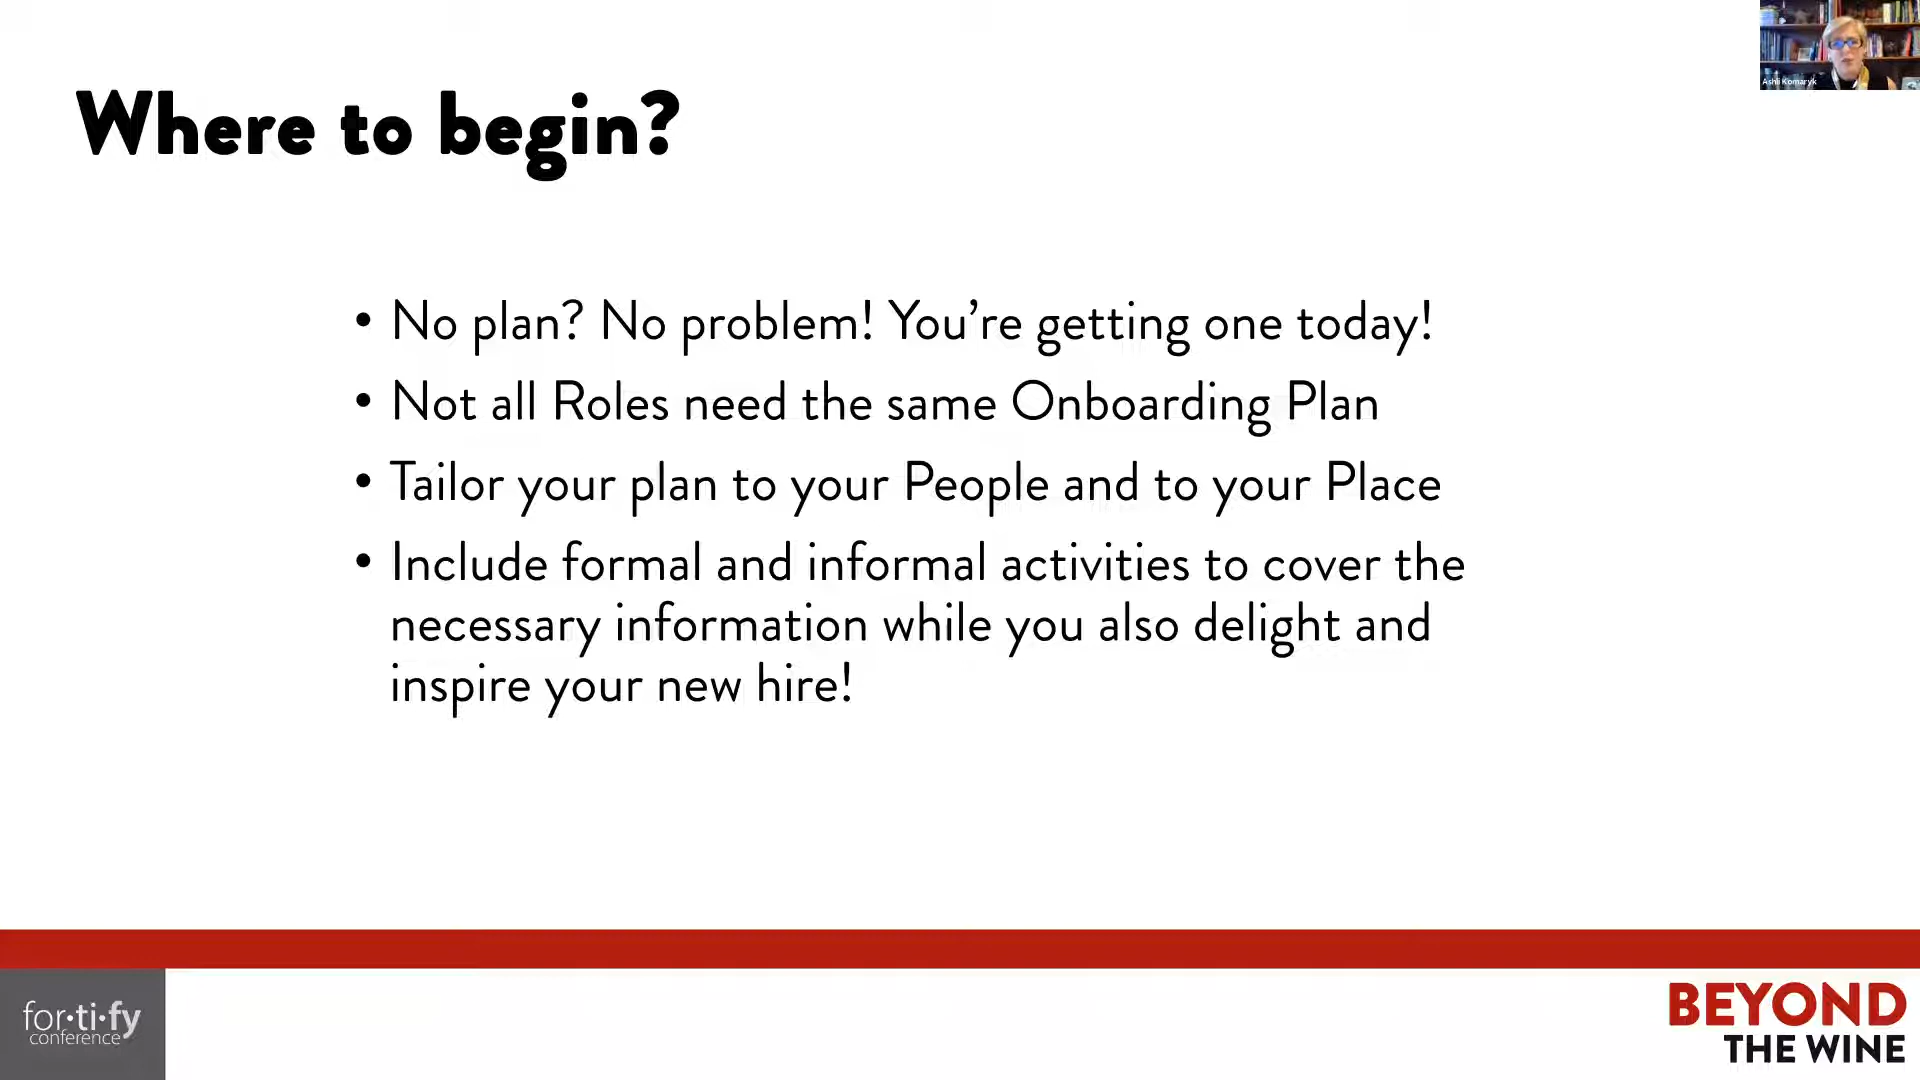 Ashli Komaryk
Where to begin?
• No plan? No problem! You’re getting one today!
• Not all Roles need the same Onboarding Plan
• Tailor your plan to your People and to your Place
• Include formal and informal activities to cover the
necessary information while you also delight and
inspire your new hire!
for·ti·fy
conference
BEYOND
THE WINE